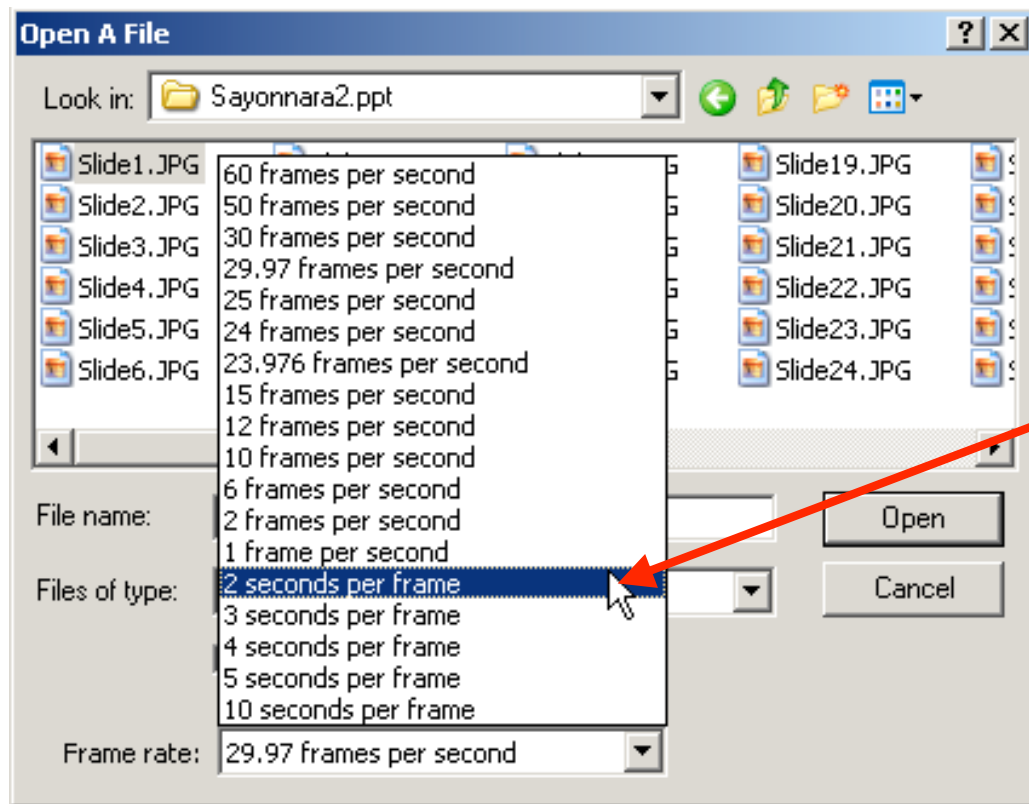 Open A File
Look in: Sayonnara2.ppt
Slide1.JPG
Slide2.JPG
Slide3.JPG
Slide4.JPG
Slide5.JPG
Slide6.JPG
Slide19.JPG
Slide20.JPG
Slide21.JPG
Slide22.JPG
Slide23.JPG
Slide24.JPG
60 frames per second
50 frames per second
30 frames per second
29.97 frames per second
25 frames per second
24 frames per second
23.976 frames per second
15 frames per second
12 frames per second
10 frames per second
6 frames per second
2 frames per second
1 frame per second
2 seconds per frame
3 seconds per frame
4 seconds per frame
5 seconds per frame
10 seconds per frame
File name:
Open
Files of type:
Cancel
Frame rate: 29.97 frames per second